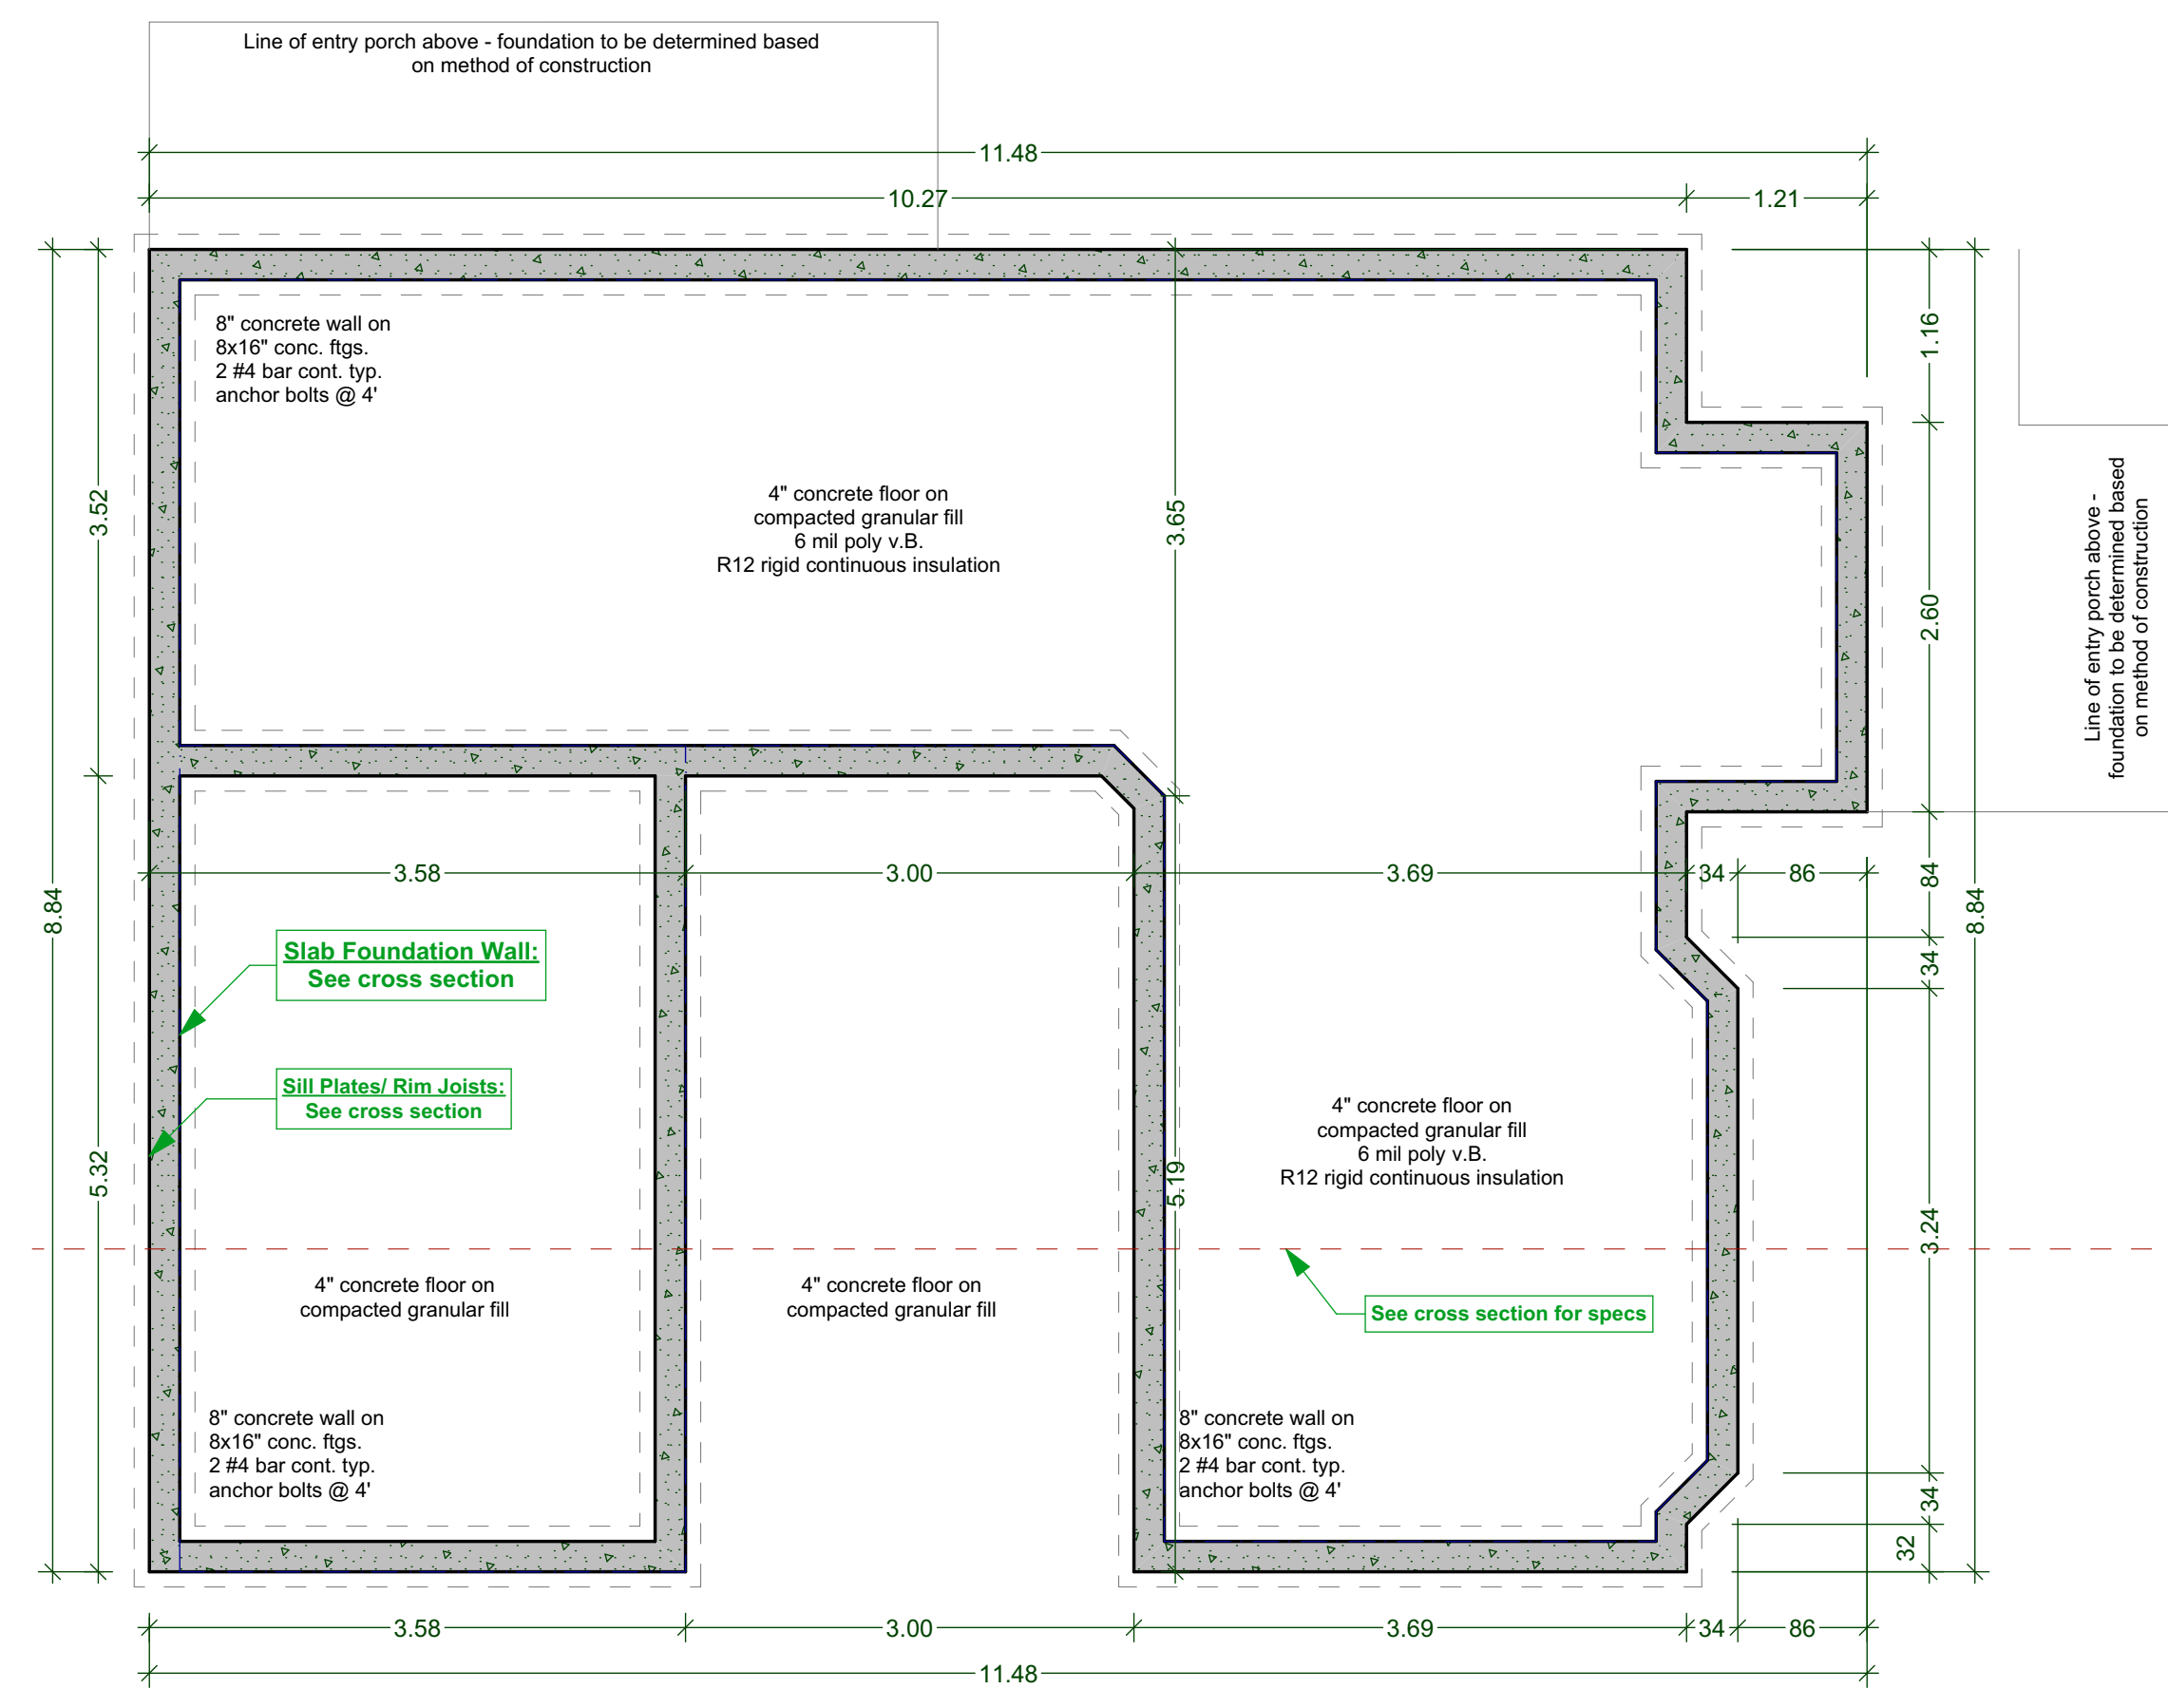 Line of entry porch above - foundation to be determined based
on method of construction
11.48
10.27
1.21
8" concrete wall on
8x16" conc. ftgs.
2 #4 bar cont. typ.
anchor bolts @ 4'
4" concrete floor on
compacted granular fill
6 mil poly v.B.
R12 rigid continuous insulation
3.52
3.65
1.16
2.60
Line of entry porch above -
foundation to be determined based
on method of construction
3.58
3.00
3.69
34
86
84
8.84
8.84
34
Slab Foundation Wall:
See cross section
Sill Plates/ Rim Joists:
See cross section
4" concrete floor on
compacted granular fill
6 mil poly v.B.
R12 rigid continuous insulation
5.32
5.19
3.24
4" concrete floor on
compacted granular fill
4" concrete floor on
compacted granular fill
See cross section for specs
8" concrete wall on
8x16" conc. ftgs.
2 #4 bar cont. typ.
anchor bolts @ 4'
8" concrete wall on
8x16" conc. ftgs.
2 #4 bar cont. typ.
anchor bolts @ 4'
34
32
3.58
3.00
3.69
34
86
11.48